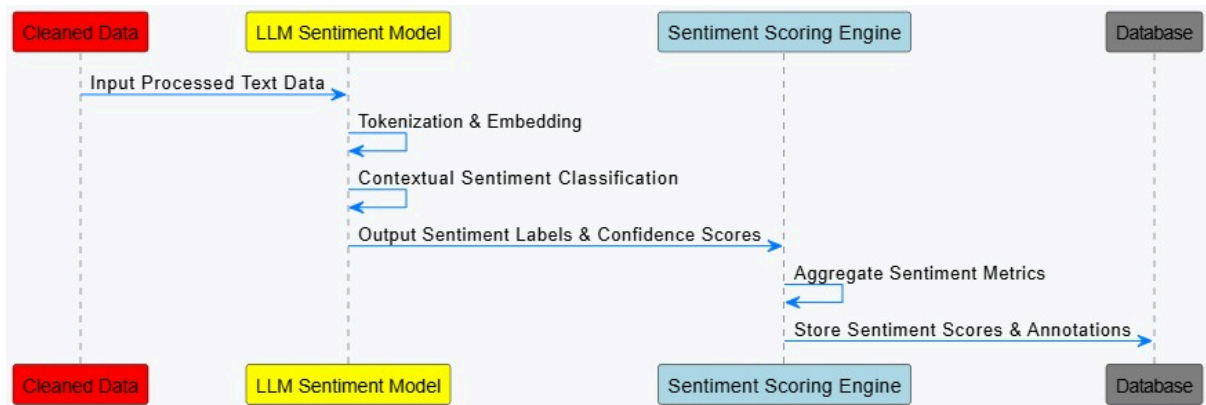 Cleaned Data
LLM Sentiment Model
Sentiment Scoring Engine
Database
Input Processed Text Data
Tokenization & Embedding
Contextual Sentiment Classification
Output Sentiment Labels & Confidence Scores
Aggregate Sentiment Metrics
Store Sentiment Scores & Annotations
Cleaned Data
LLM Sentiment Model
Sentiment Scoring Engine
Database